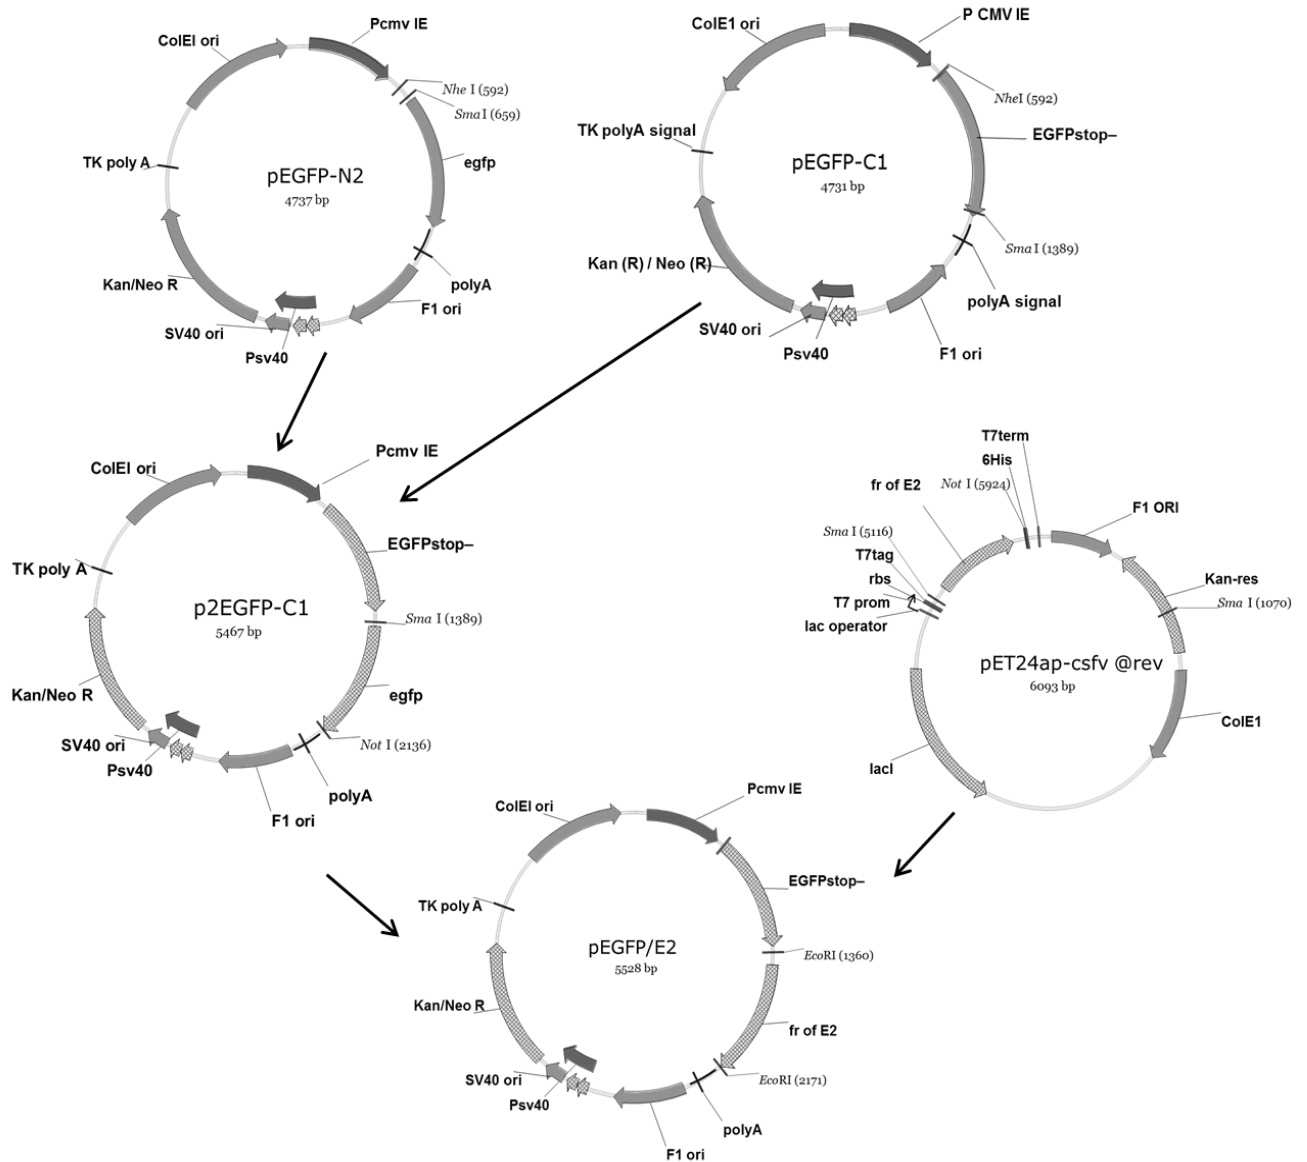 Pcmv IE
ColEI ori
Nhe I (592)
Sma I (659)
TK poly A
egfp
pEGFP-N2
4737 bp
Kan/Neo R
polyA
F1 ori
SV40 ori
Psv40
P CMV IE
ColE1 ori
NheI (592)
TK polyA signal
EGFPstop–
pEGFP-C1
4731 bp
Sma I (1389)
Kan (R) / Neo (R)
polyA signal
SV40 ori
Psv40
F1 ori
Pcmv IE
ColEI ori
EGFPstop–
TK poly A
p2EGFP-C1
5467 bp
Sma I (1389)
Kan/Neo R
egfp
SV40 ori
Not I (2136)
Psv40
polyA
F1 ori
T7term
6His
Not I (5924)
fr of E2
F1 ORI
Sma I (5116)
T7tag
rbs
T7 prom
lac operator
Kan-res
Sma I (1070)
pET24ap-csfv @rev
6093 bp
ColE1
lacI
Pcmv IE
ColEI ori
EGFPstop–
TK poly A
pEGFP/E2
5528 bp
EcoRI (1360)
Kan/Neo R
fr of E2
SV40 ori
EcoRI (2171)
Psv40
polyA
F1 ori